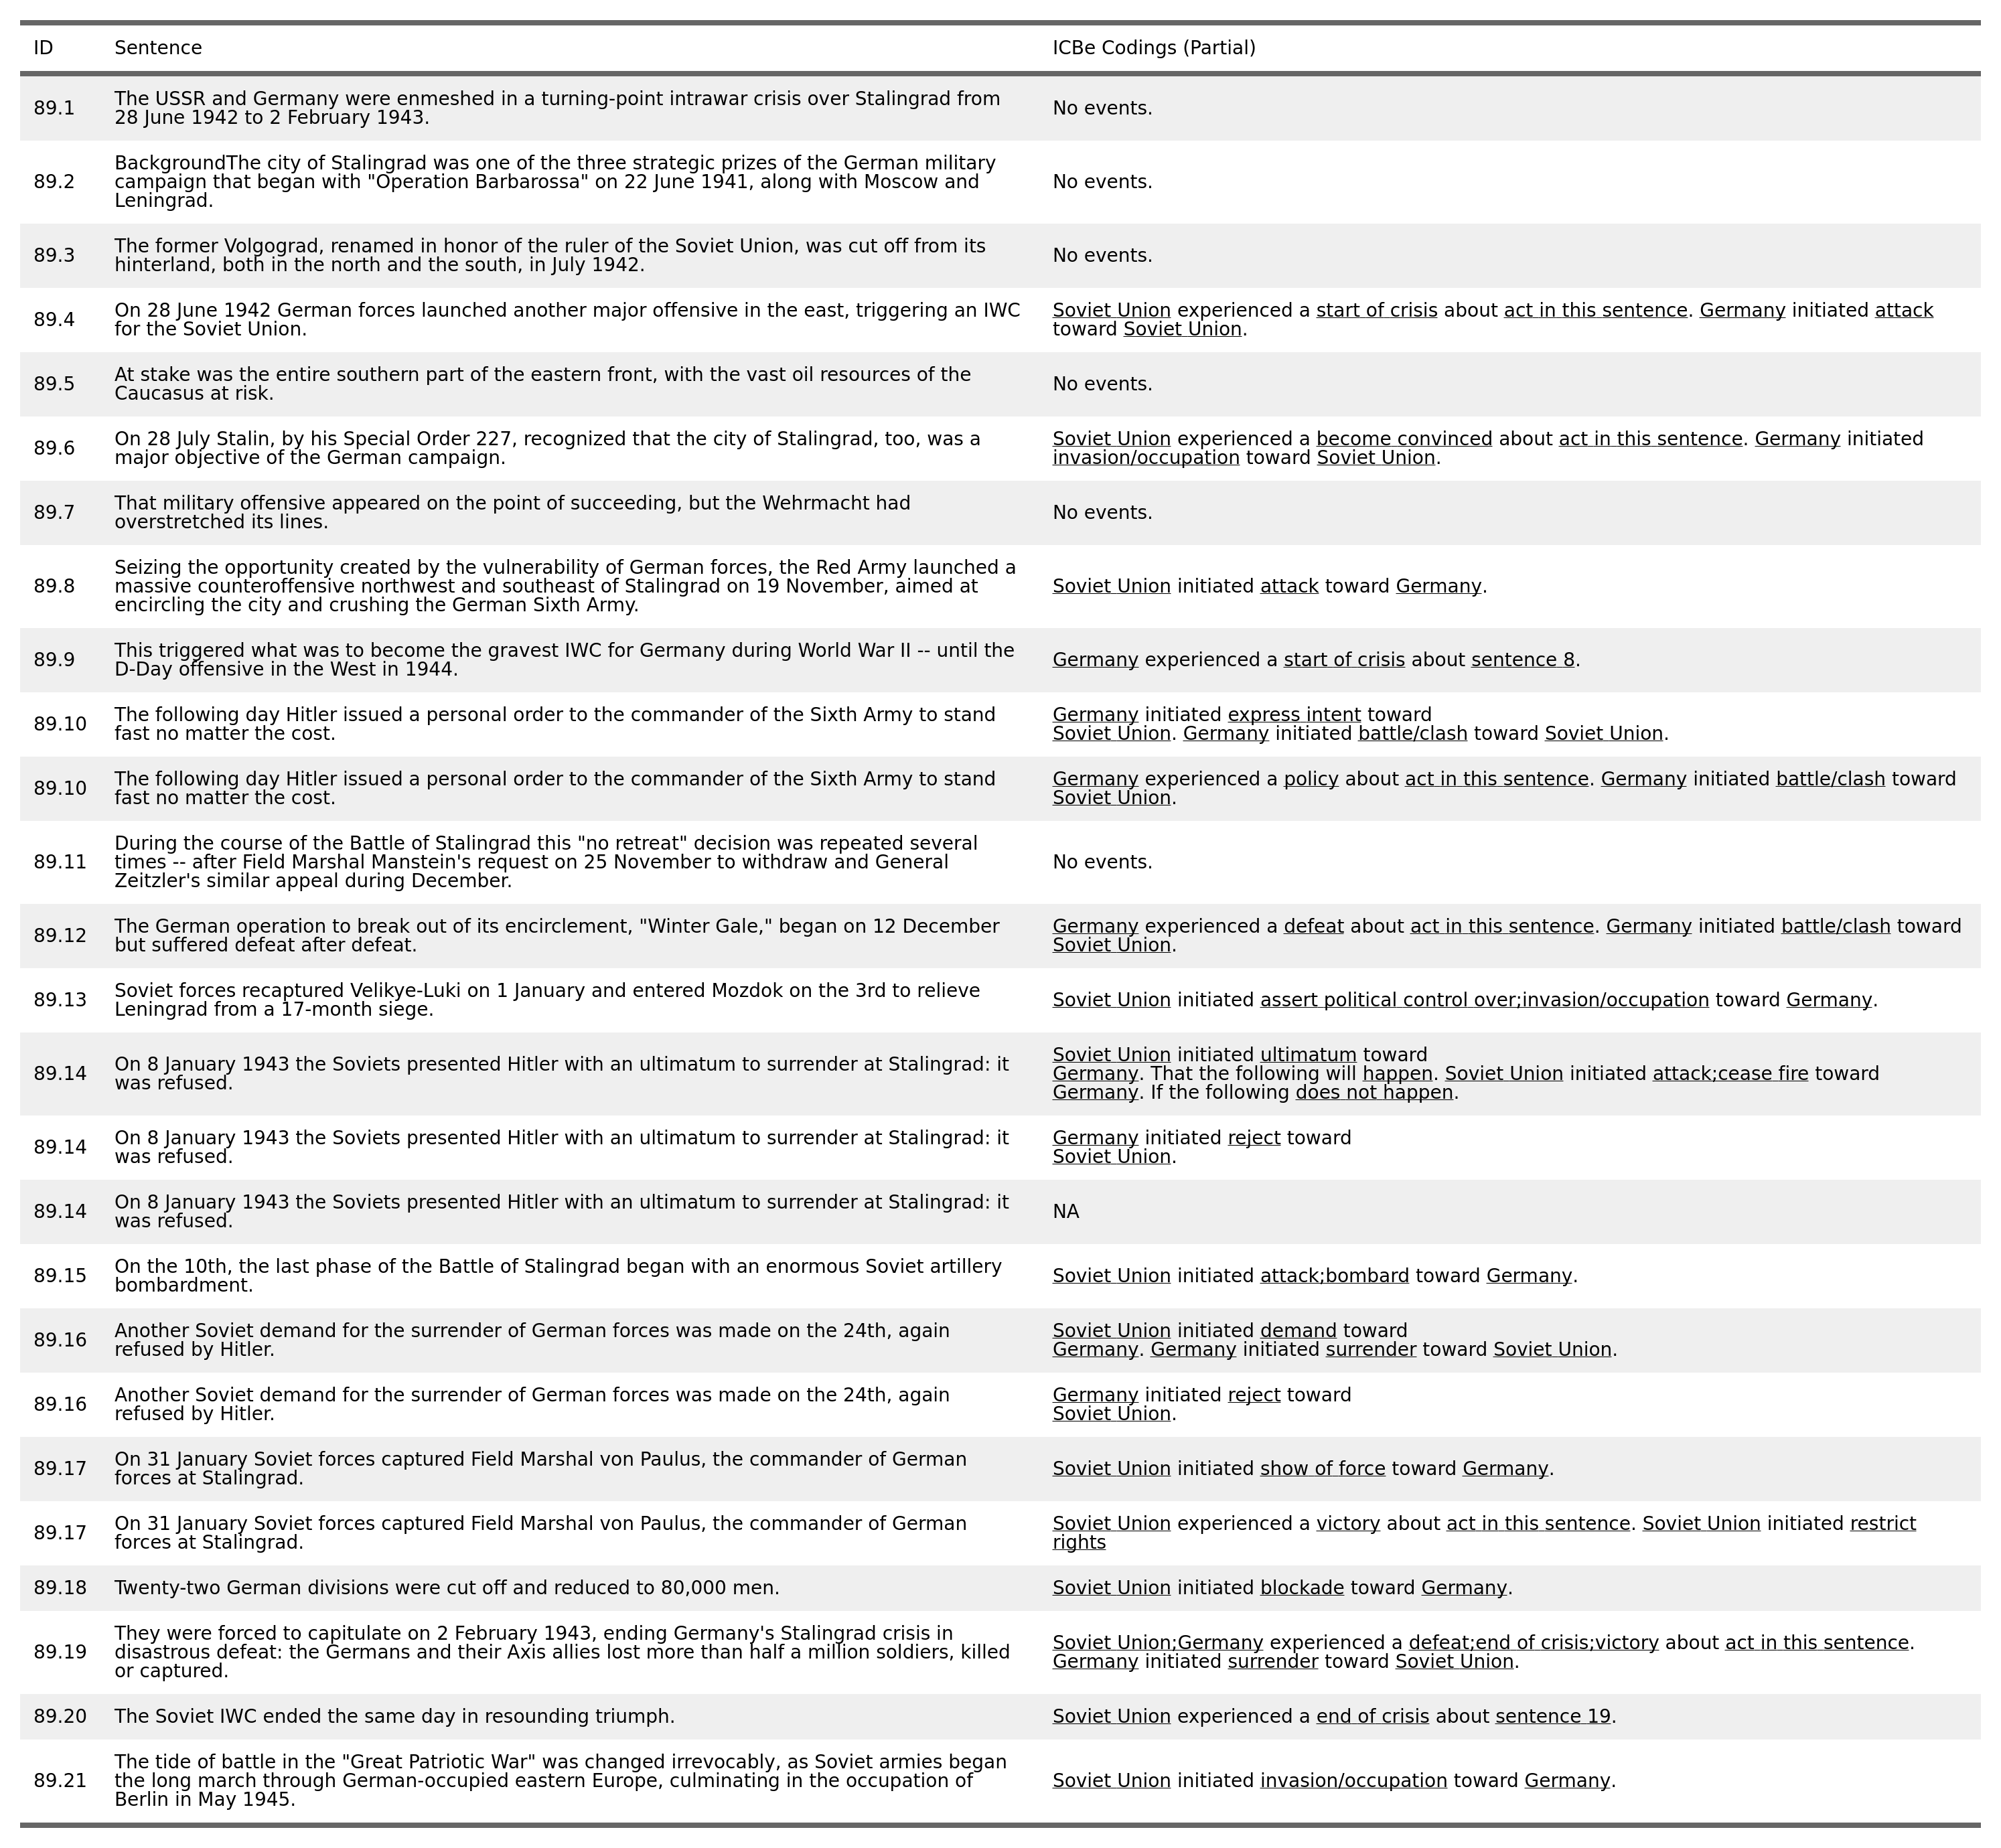 ID Sentence ICBe Codings (Partial)
89.1 The USSR and Germany were enmeshed in a turning-point intrawar crisis over Stalingrad from
28 June 1942 to 2 February 1943.
No events.
89.2 BackgroundThe city of Stalingrad was one of the three strategic prizes of the German military
campaign that began with "Operation Barbarossa" on 22 June 1941, along with Moscow and
Leningrad.
No events.
89.3 The former Volgograd, renamed in honor of the ruler of the Soviet Union, was cut off from its
hinterland, both in the north and the south, in July 1942.
No events.
89.4 On 28 June 1942 German forces launched another major offensive in the east, triggering an IWC
for the Soviet Union.
Soviet Union experienced a start of crisis about act in this sentence. Germany initiated attack
toward Soviet Union.
89.5 At stake was the entire southern part of the eastern front, with the vast oil resources of the
Caucasus at risk.
No events.
89.6 On 28 July Stalin, by his Special Order 227, recognized that the city of Stalingrad, too, was a
major objective of the German campaign.
Soviet Union experienced a become convinced about act in this sentence. Germany initiated
invasion/occupation toward Soviet Union.
89.7 That military offensive appeared on the point of succeeding, but the Wehrmacht had
overstretched its lines.
No events.
89.8 Seizing the opportunity created by the vulnerability of German forces, the Red Army launched a
massive counteroffensive northwest and southeast of Stalingrad on 19 November, aimed at
encircling the city and crushing the German Sixth Army.
Soviet Union initiated attack toward Germany.
89.9 This triggered what was to become the gravest IWC for Germany during World War II -- until the
D-Day offensive in the West in 1944.
Germany experienced a start of crisis about sentence 8.
89.10 The following day Hitler issued a personal order to the commander of the Sixth Army to stand
fast no matter the cost.
Germany initiated express intent toward
Soviet Union. Germany initiated battle/clash toward Soviet Union.
89.10 The following day Hitler issued a personal order to the commander of the Sixth Army to stand
fast no matter the cost.
Germany experienced a policy about act in this sentence. Germany initiated battle/clash toward
Soviet Union.
89.11 During the course of the Battle of Stalingrad this "no retreat" decision was repeated several
times -- after Field Marshal Manstein's request on 25 November to withdraw and General
Zeitzler's similar appeal during December.
No events.
89.12 The German operation to break out of its encirclement, "Winter Gale," began on 12 December
but suffered defeat after defeat.
Germany experienced a defeat about act in this sentence. Germany initiated battle/clash toward
Soviet Union.
89.13 Soviet forces recaptured Velikye-Luki on 1 January and entered Mozdok on the 3rd to relieve
Leningrad from a 17-month siege.
Soviet Union initiated assert political control over;invasion/occupation toward Germany.
89.14 On 8 January 1943 the Soviets presented Hitler with an ultimatum to surrender at Stalingrad: it
was refused.
Soviet Union initiated ultimatum toward
Germany. That the following will happen. Soviet Union initiated attack;cease fire toward
Germany. If the following does not happen.
89.14 On 8 January 1943 the Soviets presented Hitler with an ultimatum to surrender at Stalingrad: it
was refused.
Germany initiated reject toward
Soviet Union.
89.14 On 8 January 1943 the Soviets presented Hitler with an ultimatum to surrender at Stalingrad: it
was refused.
NA
89.15 On the 10th, the last phase of the Battle of Stalingrad began with an enormous Soviet artillery
bombardment.
Soviet Union initiated attack;bombard toward Germany.
89.16 Another Soviet demand for the surrender of German forces was made on the 24th, again
refused by Hitler.
Soviet Union initiated demand toward
Germany. Germany initiated surrender toward Soviet Union.
89.16 Another Soviet demand for the surrender of German forces was made on the 24th, again
refused by Hitler.
Germany initiated reject toward
Soviet Union.
89.17 On 31 January Soviet forces captured Field Marshal von Paulus, the commander of German
forces at Stalingrad.
Soviet Union initiated show of force toward Germany.
89.17 On 31 January Soviet forces captured Field Marshal von Paulus, the commander of German
forces at Stalingrad.
Soviet Union experienced a victory about act in this sentence. Soviet Union initiated restrict
rights
89.18 Twenty-two German divisions were cut off and reduced to 80,000 men.
Soviet Union initiated blockade toward Germany.
89.19 They were forced to capitulate on 2 February 1943, ending Germany's Stalingrad crisis in
disastrous defeat: the Germans and their Axis allies lost more than half a million soldiers, killed
or captured.
Soviet Union;Germany experienced a defeat;end of crisis;victory about act in this sentence.
Germany initiated surrender toward Soviet Union.
89.20 The Soviet IWC ended the same day in resounding triumph.
Soviet Union experienced a end of crisis about sentence 19.
89.21 The tide of battle in the "Great Patriotic War" was changed irrevocably, as Soviet armies began
the long march through German-occupied eastern Europe, culminating in the occupation of
Berlin in May 1945.
Soviet Union initiated invasion/occupation toward Germany.